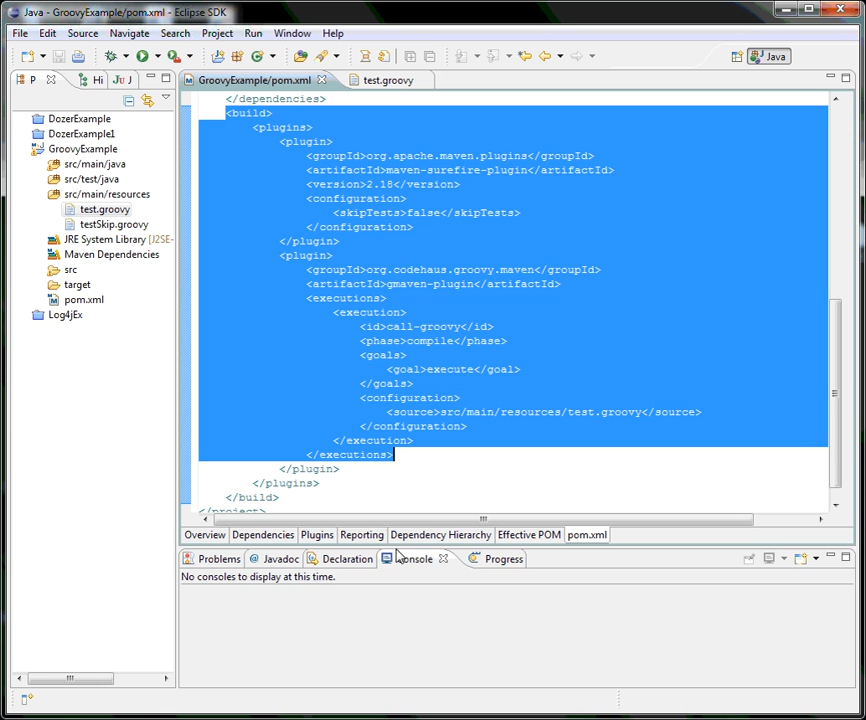 Java - GroovyExample/pom.xml - Eclipse SDK
File Edit Source Navigate Search Project Run Window Help
Java
P Hi Ju J
GroovyExample/pom.xml test.groovy
DozerExample
DozerExample1
GroovyExample
src/main/java
src/test/java
src/main/resources
test.groovy
testSkip.groovy
JRE System Library [J2SE-
Maven Dependencies
src
target
pom.xml
Log4jEx
</dependencies>
<build>
<plugins>
<plugin>
<groupId>org.apache.maven.plugins</groupId>
<artifactId>maven-surefire-plugin</artifactId>
<version>2.18</version>
<configuration>
<skipTests>false</skipTests>
</configuration>
</plugin>
<plugin>
<groupId>org.codehaus.groovy.maven</groupId>
<artifactId>gmaven-plugin</artifactId>
<executions>
<execution>
<id>call-groovy</id>
<phase>compile</phase>
<goals>
<goal>execute</goal>
</goals>
<configuration>
<source>src/main/resources/test.groovy</source>
</configuration>
</execution>
</executions>
</plugin>
</plugins>
</build>
</project>
Overview Dependencies Plugins Reporting Dependency Hierarchy Effective POM pom.xml
Problems @ Javadoc Declaration Console Progress
No consoles to display at this time.